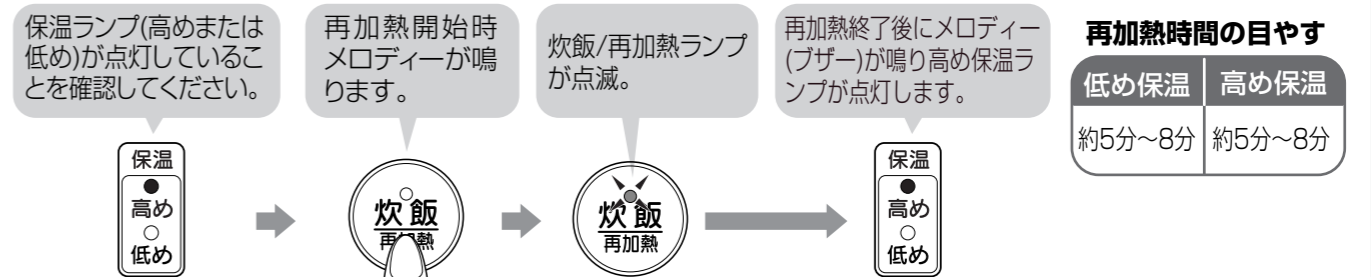 保温ランプ(高めまたは
低め)が点灯しているこ
とを確認してください。
再加熱開始時
メロディーが鳴
ります。
炊飯/再加熱ランプ
が点滅。
再加熱終了後にメロディー
(ブザー)が鳴り高め保温ラ
ンプが点灯します。
再加熱時間の目やす
低め保温 高め保温
約5分〜8分 約5分〜8分
保温
高め
低め
炊飯
再加熱
炊飯
再加熱
保温
高め
低め